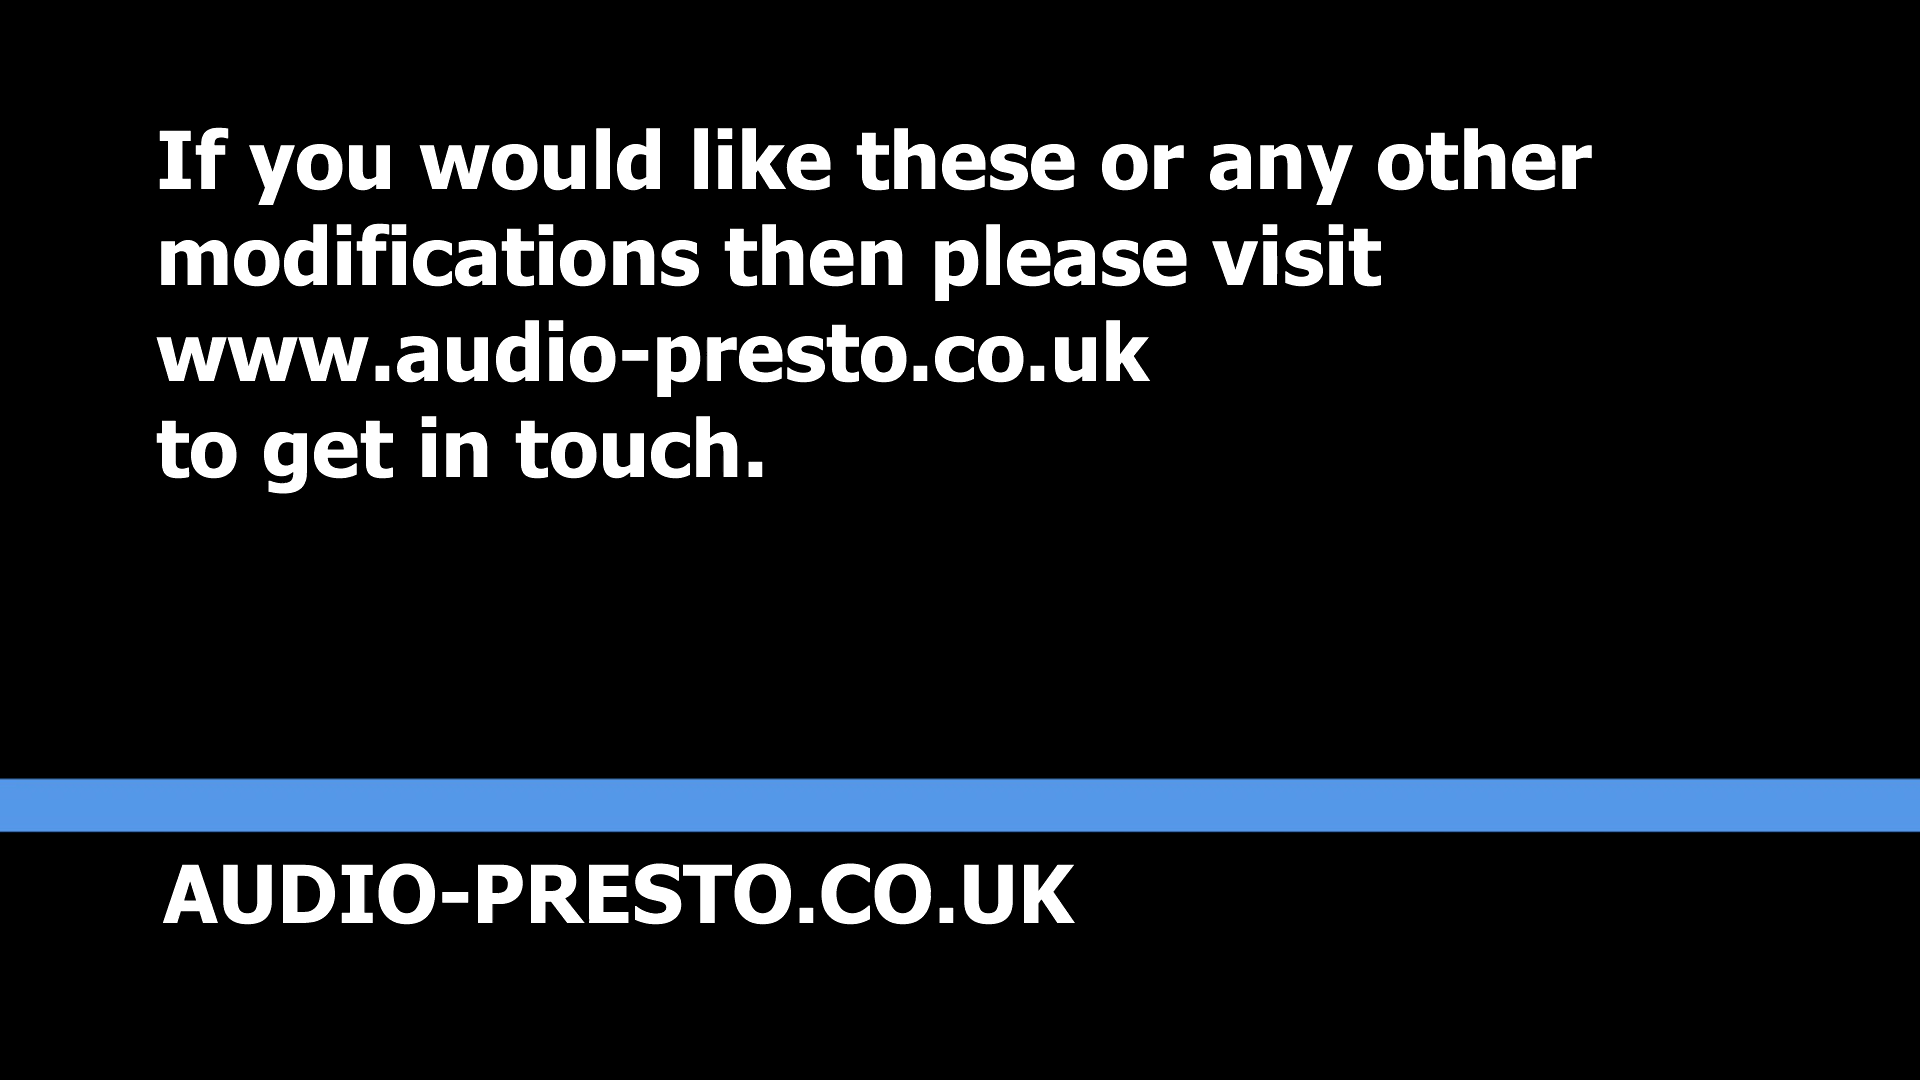 If you would like these or any other
modifications then please visit
www.audio-presto.co.uk
to get in touch.
AUDIO-PRESTO.CO.UK